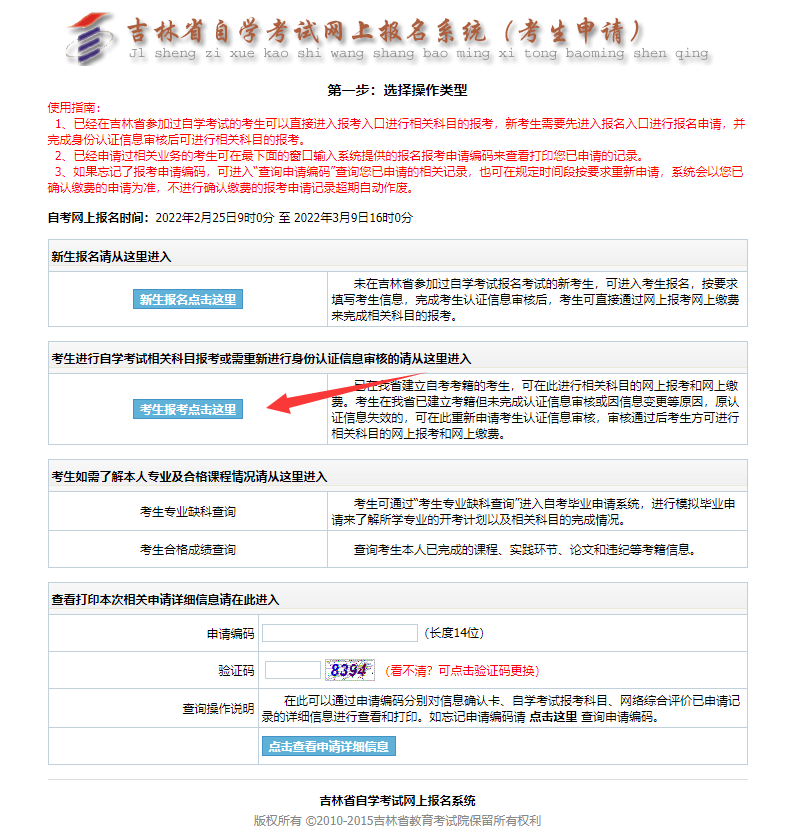 吉林省自学考试网上报名系统（考生申请）
Jl sheng zi xue kao shi wang shang bao ming xi tong baoming shen qing
第一步：选择操作类型
使用指南：
1、已经在吉林省参加过自学考试的考生可以直接进入报考入口进行相关科目的报考，新考生需要先进入报名入口进行报名申请，并
完成身份认证信息审核后可进行相关科目的报考。
2、已经申请过相关业务的考生可在最下面的窗口输入系统提供的报名报考申请编码来查看打印您已申请的记录。
3、如果忘记了报考申请编码，可进入“查询申请编码”查询您已申请的相关记录，也可在规定时间段按要求重新申请，系统会以您已
确认缴费的申请为准，不进行确认缴费的报考申请记录超期自动作废。
自考网上报名时间：2022年2月25日9时0分 至 2022年3月9日16时0分
新生报名请从这里进入
新生报名点击这里
未在吉林省参加过自学考试报名考试的新考生，可进入考生报名，按要求
填写考生信息，完成考生认证信息审核后，考生可直接通过网上报考网上缴费
来完成相关科目的报考。
考生进行自学考试相关科目报考或需重新进行身份认证信息审核的请从这里进入
考生报考点击这里
已在我省建立自考考籍的考生，可在此进行相关科目的网上报考和网上缴
费。考生在我省已建立考籍但未完成认证信息审核或因信息变更等原因，原认
证信息失效的，可在此重新申请考生认证信息审核，审核通过后考生方可进行
相关科目的网上报考和网上缴费。
考生如需了解本人专业及合格课程情况请从这里进入
考生专业缺科查询
考生可通过“考生专业缺科查询”进入自考毕业申请系统，进行模拟毕业申
请来了解所学专业的开考计划以及相关科目的完成情况。
考生合格成绩查询
查询考生本人已完成的课程、实践环节、论文和违纪等考籍信息。
查看打印本次相关申请详细信息请在此进入
申请编码
(长度14位)
验证码
8394
(看不清？可点击验证码更换)
查询操作说明
在此可以通过申请编码分别对信息确认卡、自学考试报考科目、网络综合评价已申请记
录的详细信息进行查看和打印。如忘记申请编码请 点击这里 查询申请编码。
点击查看申请详细信息
吉林省自学考试网上报名系统
版权所有 ©2010-2015吉林省教育考试院保留所有权利